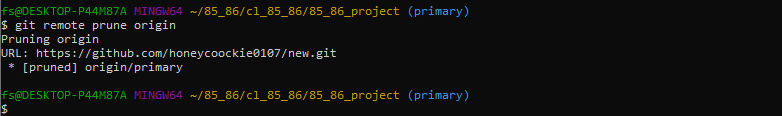 fs@DESKTOP-P44M87A MINGW64 ~/85_86/cl_85_86/85_86_project (primary)
$ git remote prune origin
Pruning origin
URL: https://github.com/honeycoockie0107/new.git
 * [pruned] origin/primary

fs@DESKTOP-P44M87A MINGW64 ~/85_86/cl_85_86/85_86_project (primary)
$